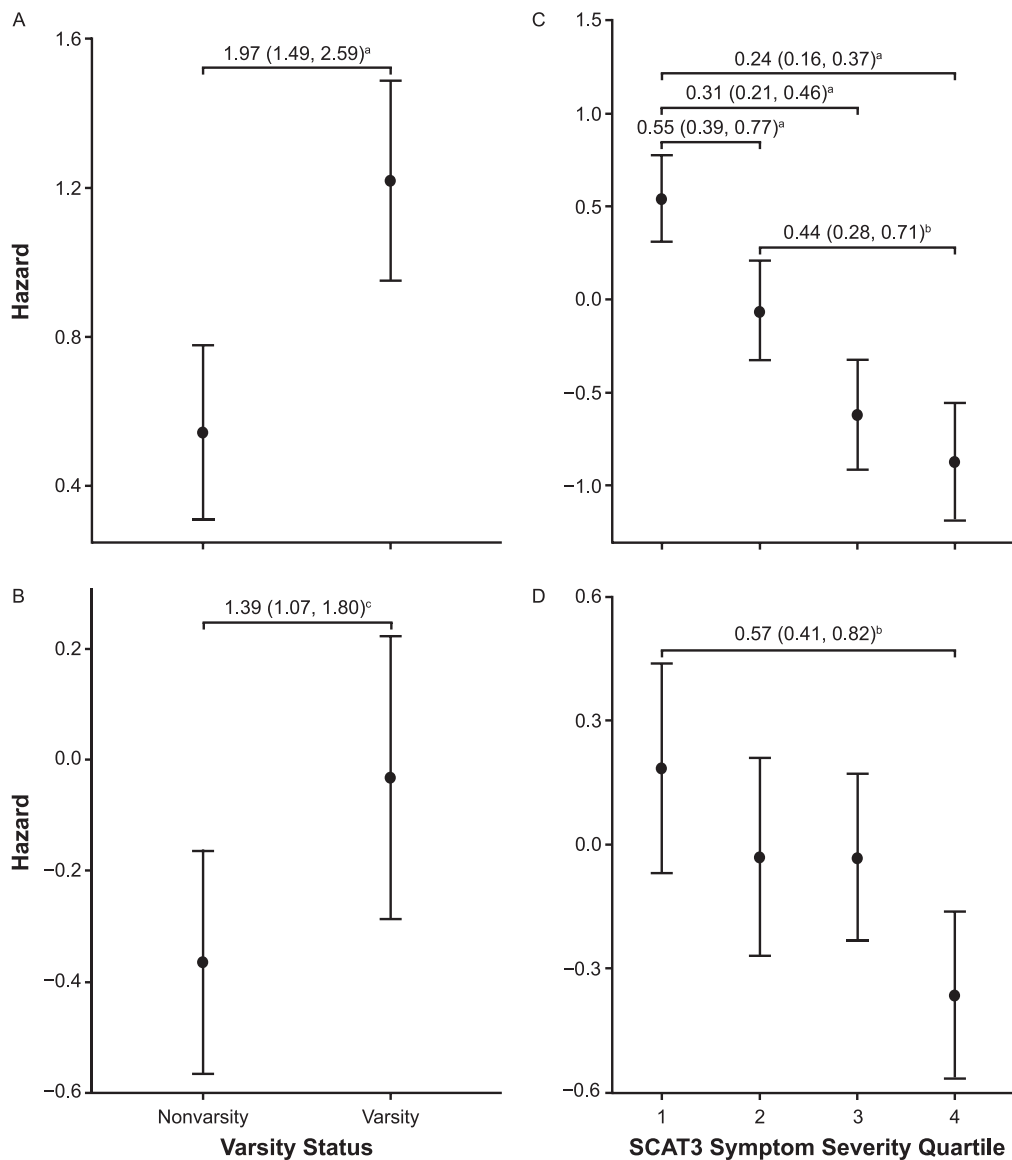 A
1.6
1.97 (1.49, 2.59)ᵃ
1.2
0.8
0.4
Hazard
B
0.2
1.39 (1.07, 1.80)ᶜ
0.0
−0.2
−0.4
−0.6
Hazard
Nonvarsity Varsity
Varsity Status
C
1.5
0.24 (0.16, 0.37)ᵃ
1.0
0.31 (0.21, 0.46)ᵃ
0.55 (0.39, 0.77)ᵃ
0.5
0.44 (0.28, 0.71)ᵇ
0.0
−0.5
−1.0
D
0.6
0.57 (0.41, 0.82)ᵇ
0.3
0.0
−0.3
−0.6
1 2 3 4
SCAT3 Symptom Severity Quartile